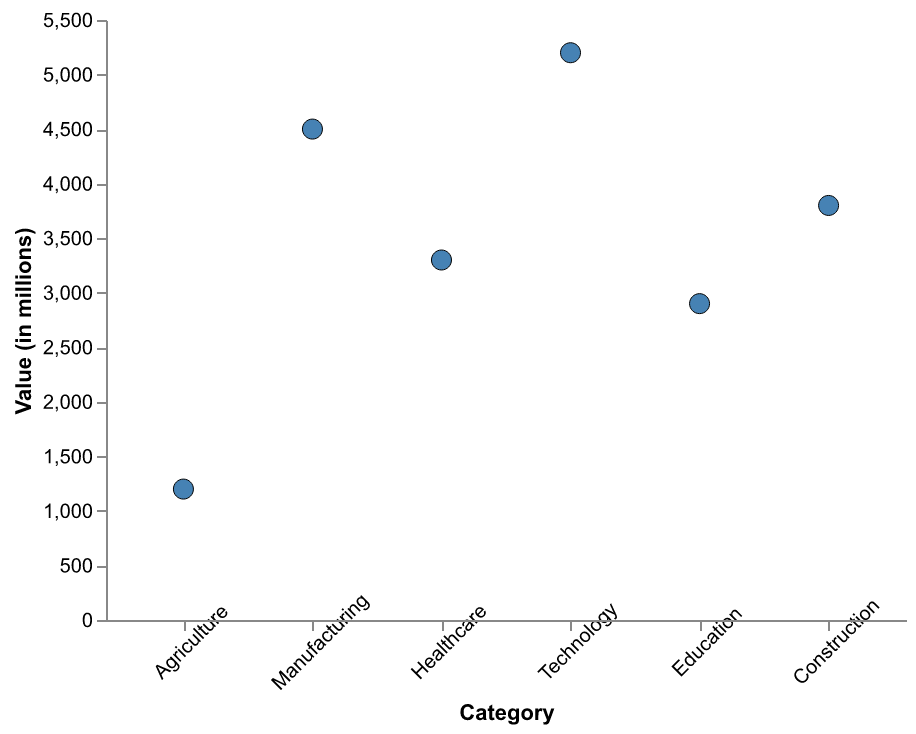 5,500
5,000
4,500
4,000
3,500
3,000
2,500
2,000
1,500
1,000
500
0
Value (in millions)
Agriculture
Manufacturing
Healthcare
Technology
Education
Construction
Category